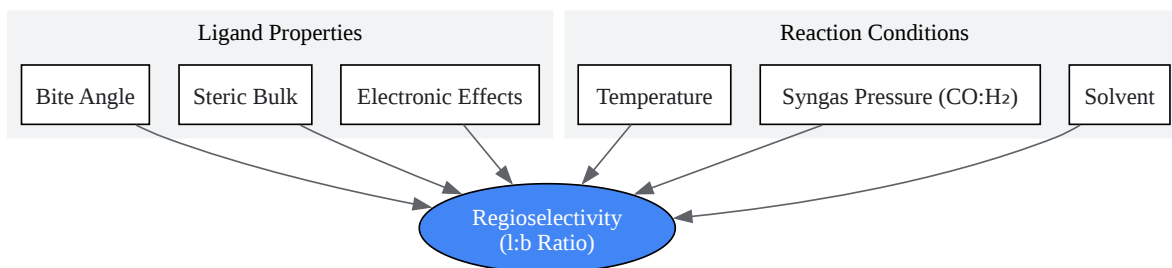 Ligand Properties
Reaction Conditions
Bite Angle
Steric Bulk
Electronic Effects
Temperature
Syngas Pressure (CO:H₂)
Solvent
Regioselectivity
(l:b Ratio)